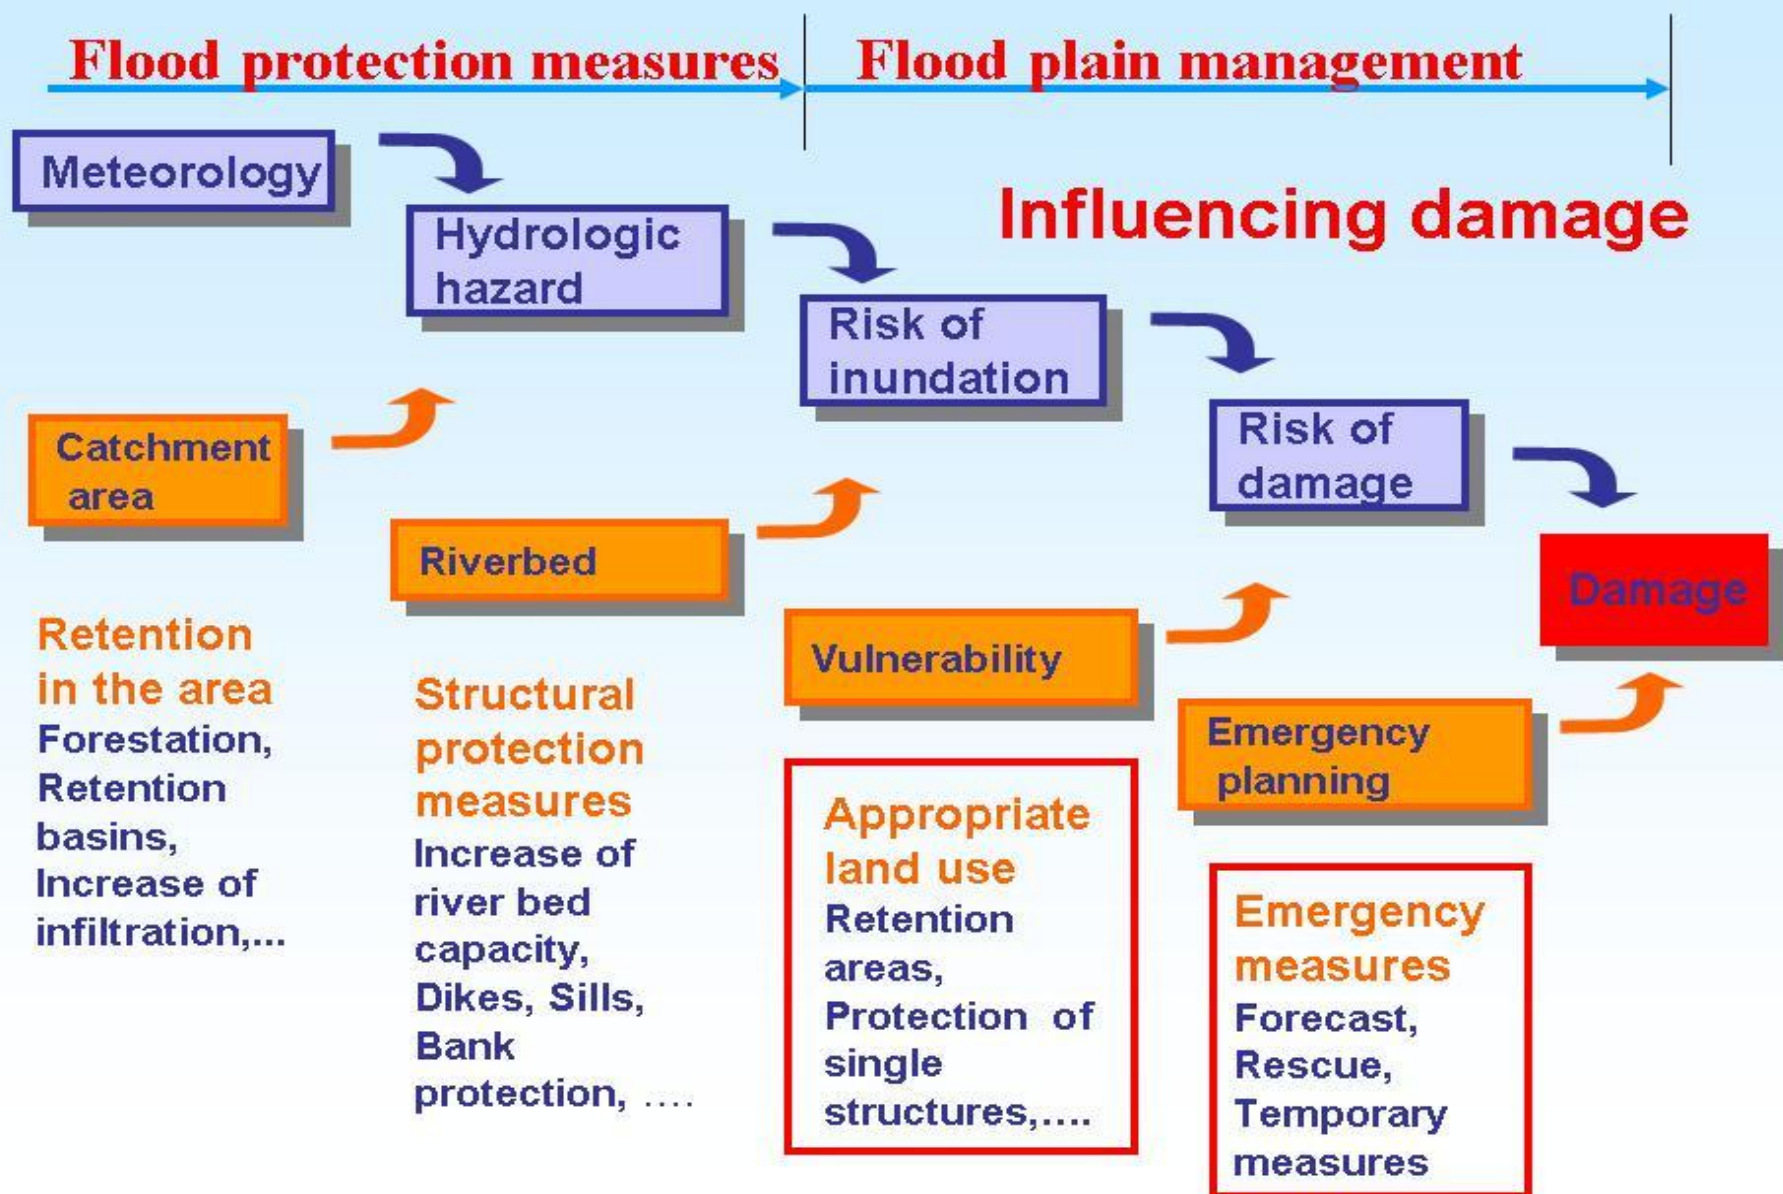 Flood protection measures
Flood plain management
Influencing damage
Meteorology
Hydrologic
hazard
Risk of
inundation
Risk of
damage
Damage
Catchment
area
Riverbed
Vulnerability
Emergency
planning
Retention
in the area
Forestation,
Retention
basins,
Increase of
infiltration,...
Structural
protection
measures
Increase of
river bed
capacity,
Dikes, Sills,
Bank
protection, ....
Appropriate
land use
Retention
areas,
Protection of
single
structures,....
Emergency
measures
Forecast,
Rescue,
Temporary
measures